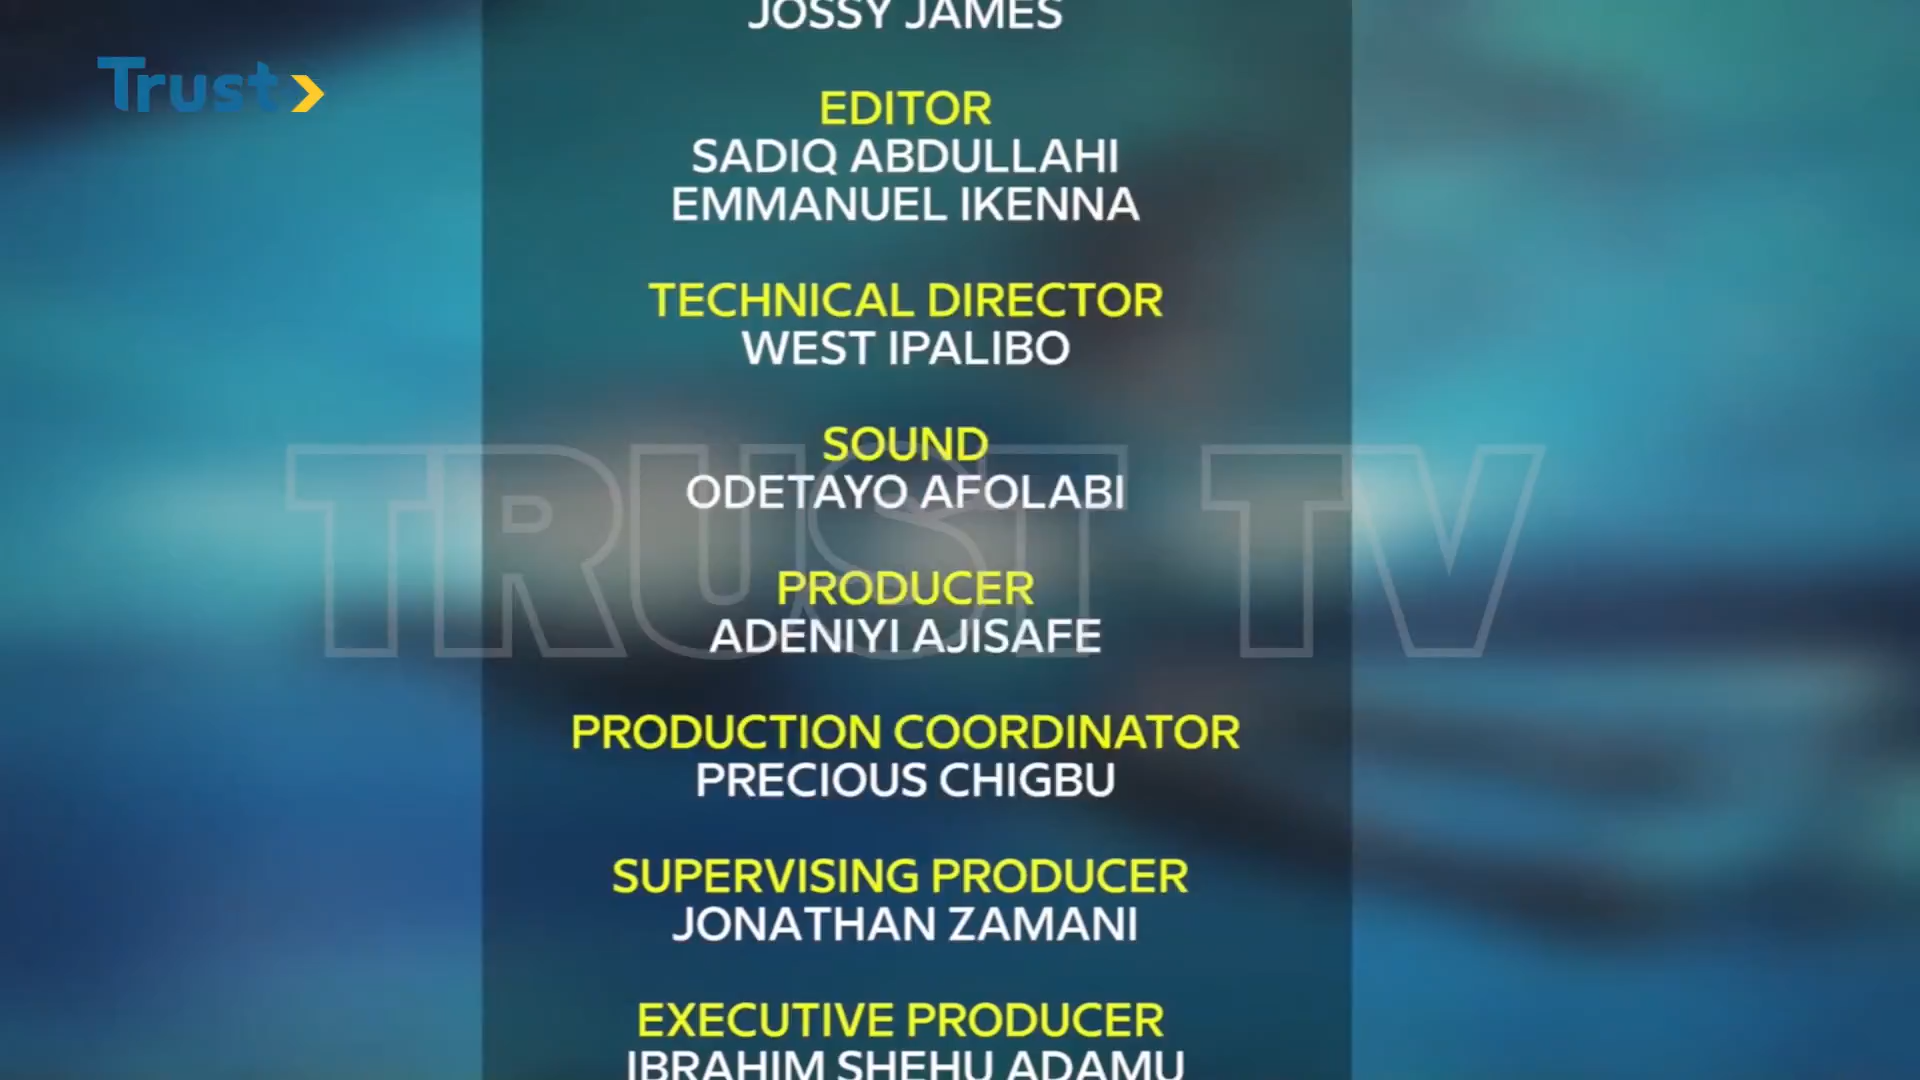 JOSSY JAMES
Trust
EDITOR
SADIQ ABDULLAHI
EMMANUEL IKENNA
TECHNICAL DIRECTOR
WEST IPALIBO
SOUND
ODETAYO AFOLABI
TRUST TV
PRODUCER
ADENIYI AJISAFE
PRODUCTION COORDINATOR
PRECIOUS CHIGBU
SUPERVISING PRODUCER
JONATHAN ZAMANI
EXECUTIVE PRODUCER
IBRAHIM SHEHU ADAMU